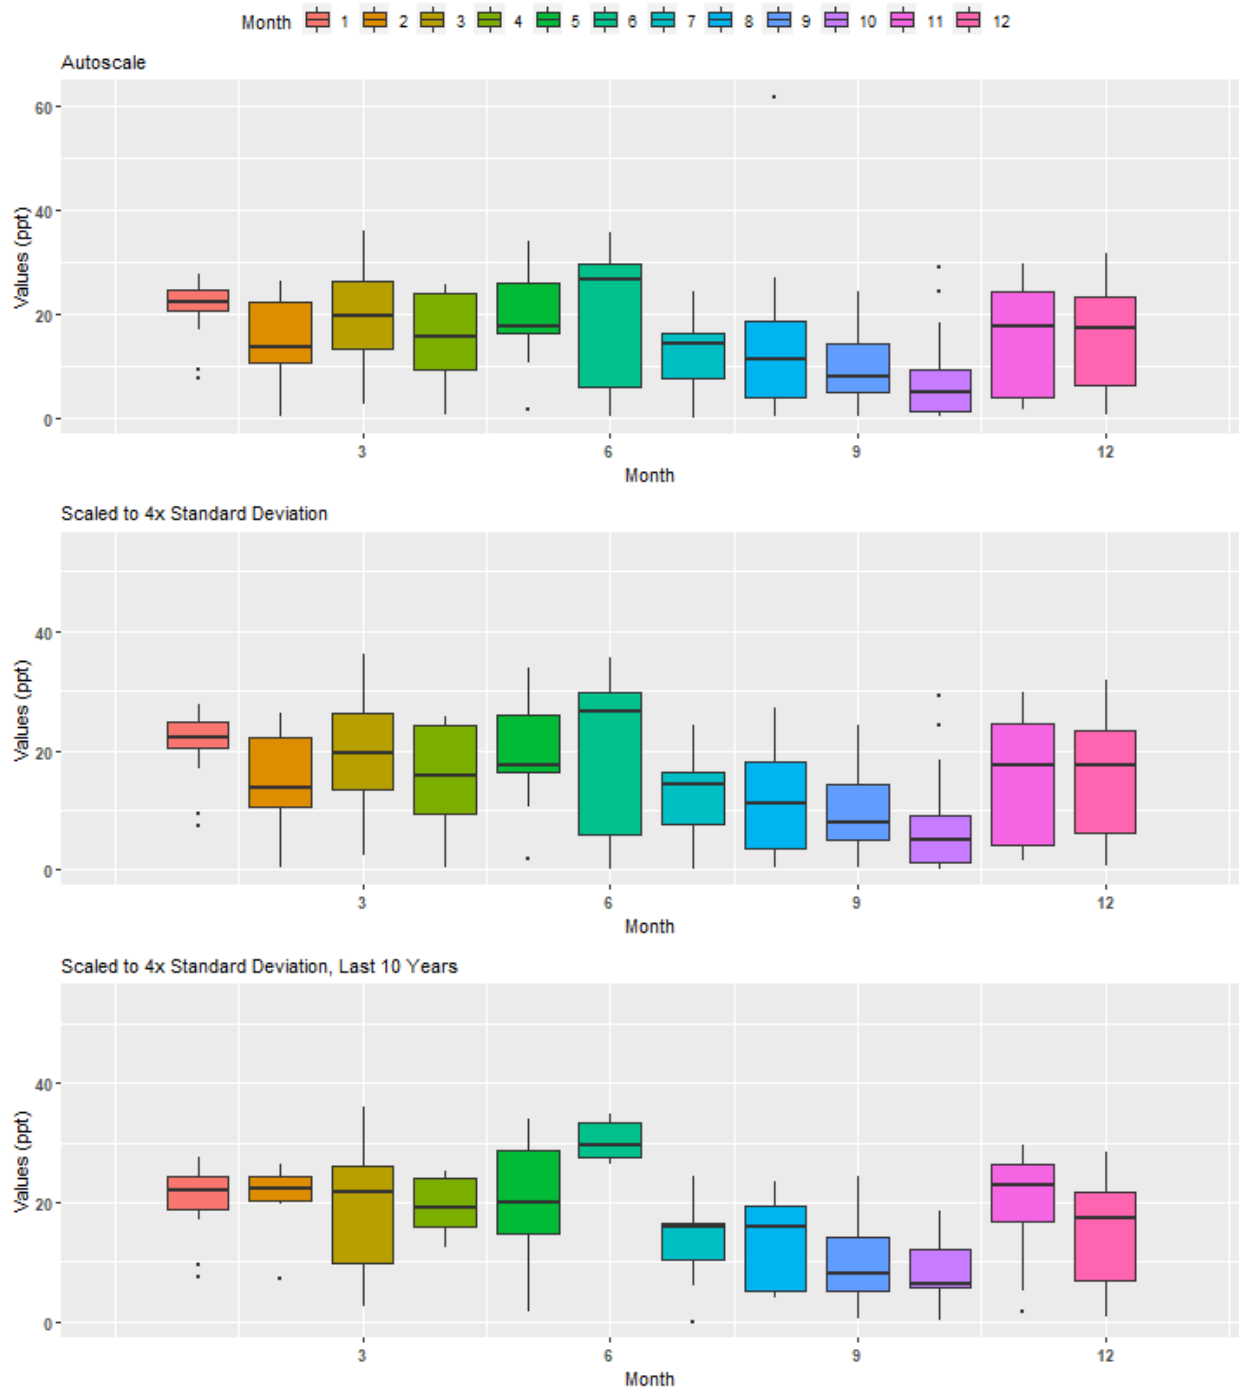 Month 1 2 3 4 5 6 7 8 9 10 11 12
Autoscale
60
40
20
0
Values (ppt)
3 6 9 12
Month
Scaled to 4x Standard Deviation
40
20
0
Values (ppt)
3 6 9 12
Month
Scaled to 4x Standard Deviation, Last 10 Years
40
20
0
Values (ppt)
3 6 9 12
Month